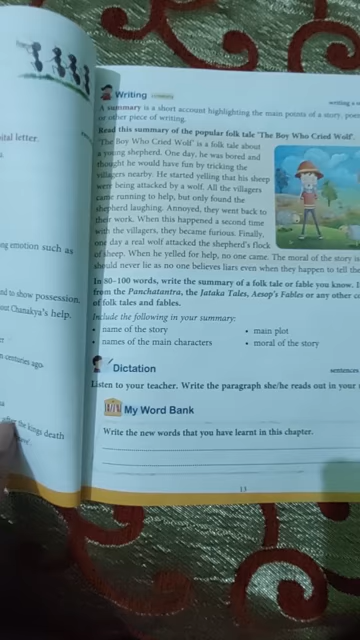 ital letter.
ng emotion such as
nd to show possession.
out Chanakya's help.
n centuries ago.
the kings death
Writing
writing a
A summary is a short account highlighting the main points of a story, poem
or other piece of writing.
Read this summary of the popular folk tale 'The Boy Who Cried Wolf'.
'The Boy Who Cried Wolf' is a folk tale about
a young shepherd. One day, he was bored and
thought he would have fun by tricking the
villagers nearby. He started yelling that his sheep
were being attacked by a wolf. All the villagers
came running to help, but only found the
shepherd laughing. Annoyed, they went back to
their work. When this happened a second time
with the villagers, they became furious. Finally,
one day a real wolf attacked the shepherd's flock
of sheep. When he yelled for help, no one came. The moral of the story is
should never lie as no one believes liars even when they happen to tell the
In 80–100 words, write the summary of a folk tale or fable you know. I
from the Panchatantra, the Jataka Tales, Aesop's Fables or any other c
of folk tales and fables.
Include the following in your summary:
• name of the story
• main plot
• names of the main characters
• moral of the story
Dictation
sentences
Listen to your teacher. Write the paragraph she/he reads out in your
My Word Bank
Write the new words that you have learnt in this chapter.
13